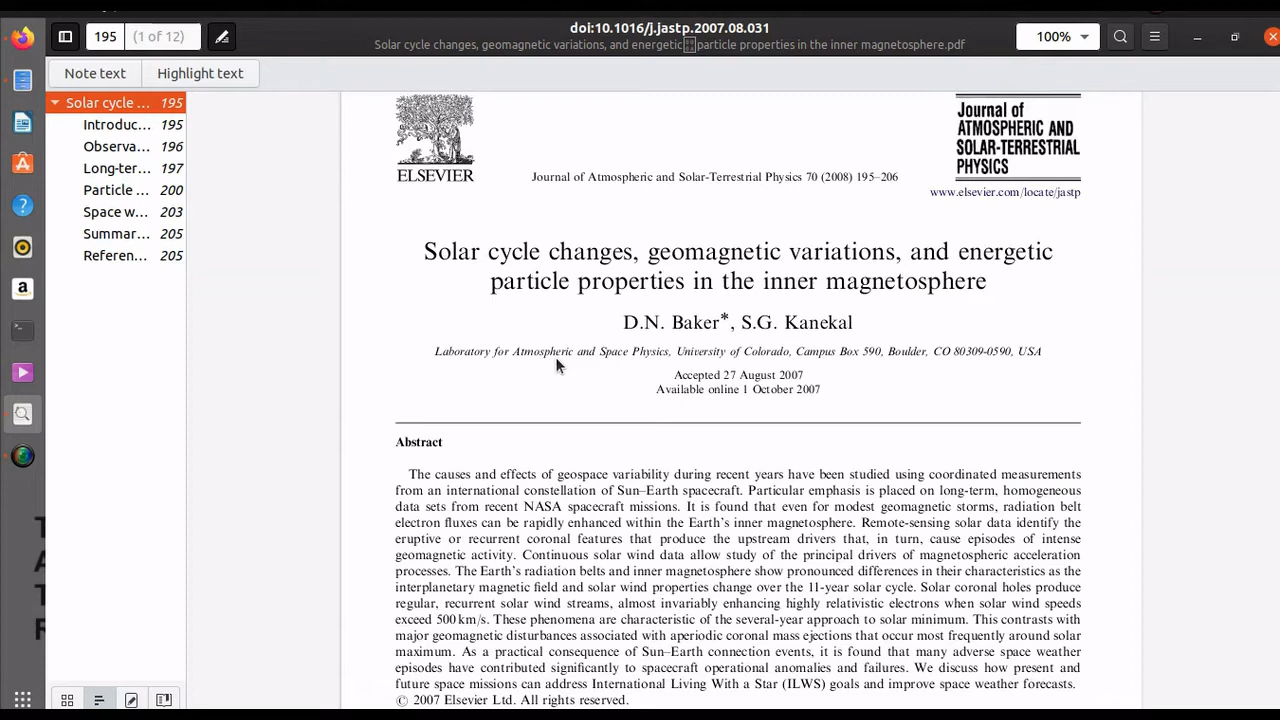 195
(1 of 12)
doi:10.1016/j.jastp.2007.08.031
Solar cycle changes, geomagnetic variations, and energetic particle properties in the inner magnetosphere.pdf
100%
Note text
Highlight text
Solar cycle ... 195
Introduc... 195
Observa... 196
Long-ter... 197
Particle ... 200
Space w... 203
Summar... 205
Referen... 205
ELSEVIER
Journal of Atmospheric and Solar-Terrestrial Physics 70 (2008) 195–206
Journal of
ATMOSPHERIC AND
SOLAR-TERRESTRIAL
PHYSICS
www.elsevier.com/locate/jastp
Solar cycle changes, geomagnetic variations, and energetic
particle properties in the inner magnetosphere
D.N. Baker*, S.G. Kanekal
Laboratory for Atmospheric and Space Physics, University of Colorado, Campus Box 590, Boulder, CO 80309-0590, USA
Accepted 27 August 2007
Available online 1 October 2007
Abstract
The causes and effects of geospace variability during recent years have been studied using coordinated measurements
from an international constellation of Sun–Earth spacecraft. Particular emphasis is placed on long-term, homogeneous
data sets from recent NASA spacecraft missions. It is found that even for modest geomagnetic storms, radiation belt
electron fluxes can be rapidly enhanced within the Earth's inner magnetosphere. Remote-sensing solar data identify the
eruptive or recurrent coronal features that produce the upstream drivers that, in turn, cause episodes of intense
geomagnetic activity. Continuous solar wind data allow study of the principal drivers of magnetospheric acceleration
processes. The Earth's radiation belts and inner magnetosphere show pronounced differences in their characteristics as the
interplanetary magnetic field and solar wind properties change over the 11-year solar cycle. Solar coronal holes produce
regular, recurrent solar wind streams, almost invariably enhancing highly relativistic electrons when solar wind speeds
exceed 500 km/s. These phenomena are characteristic of the several-year approach to solar minimum. This contrasts with
major geomagnetic disturbances associated with aperiodic coronal mass ejections that occur most frequently around solar
maximum. As a practical consequence of Sun–Earth connection events, it is found that many adverse space weather
episodes have contributed significantly to spacecraft operational anomalies and failures. We discuss how present and
future space missions can address International Living With a Star (ILWS) goals and improve space weather forecasts.
© 2007 Elsevier Ltd. All rights reserved.